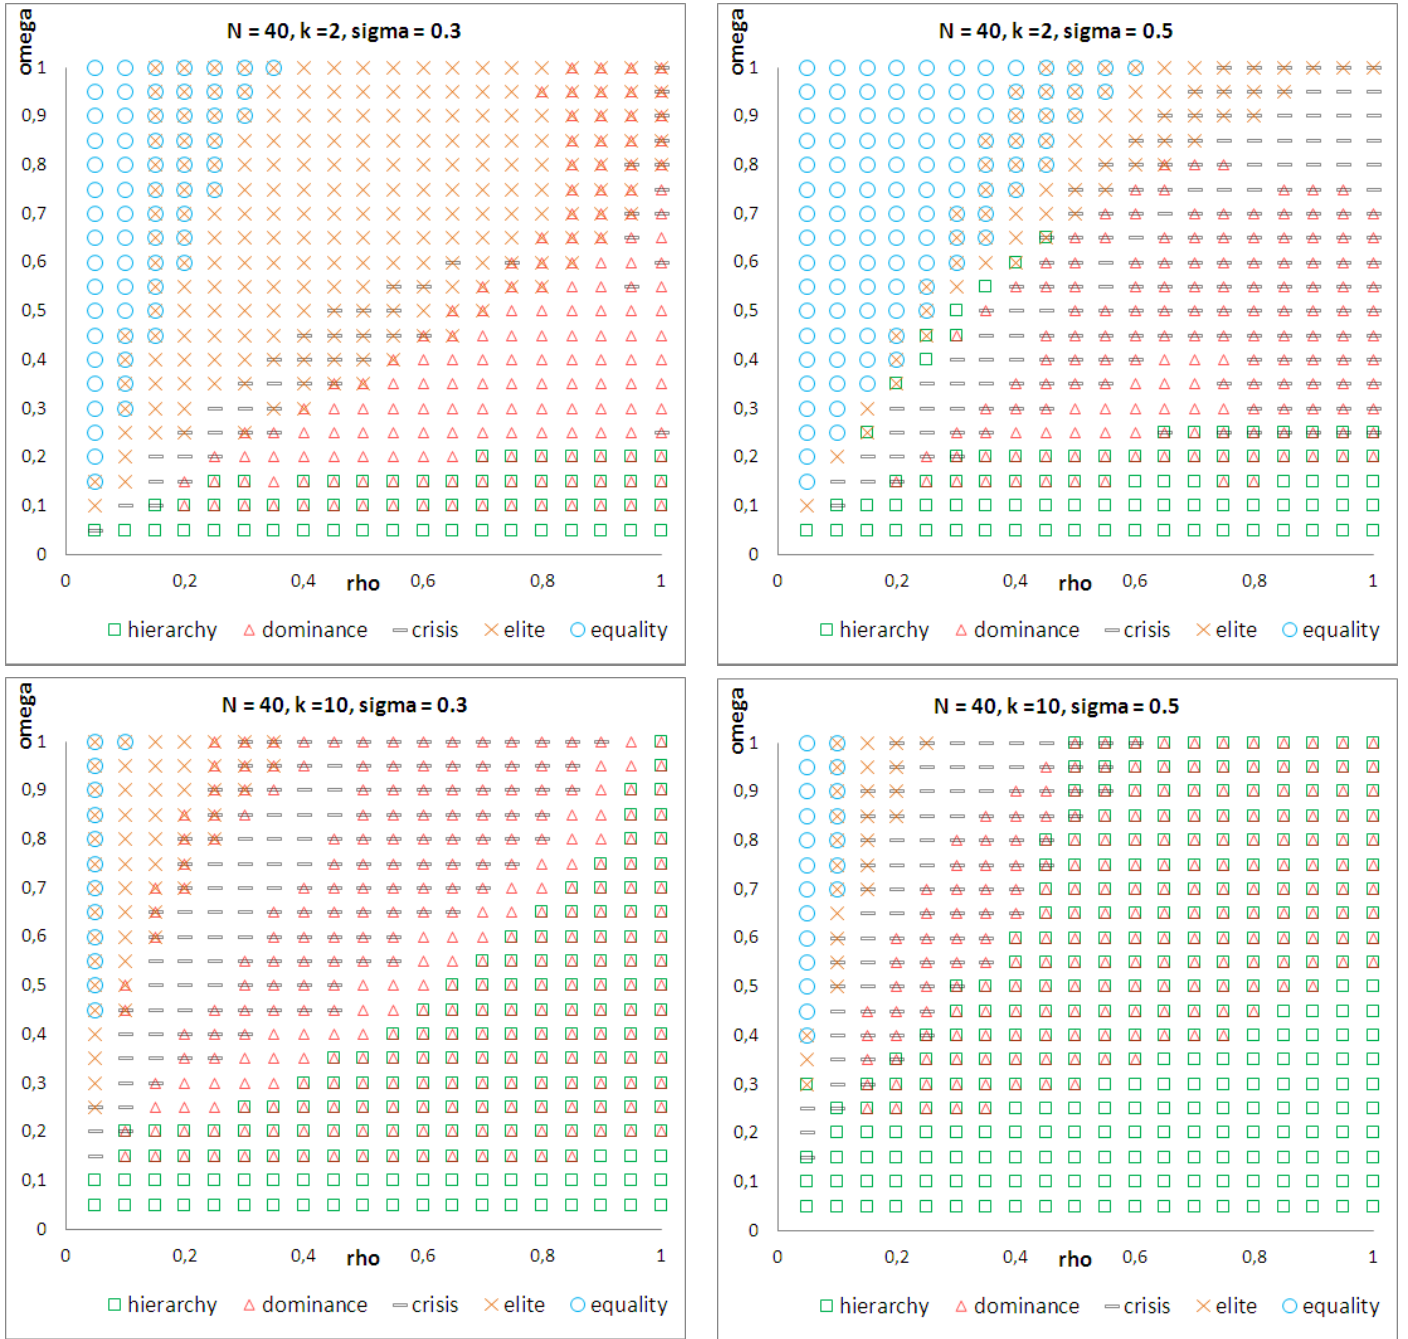 N = 40, k =2, sigma = 0.3
omega
1
0,9
0,8
0,7
0,6
0,5
0,4
0,3
0,2
0,1
0
0 0,2 0,4 0,6 0,8 1
rho
hierarchy dominance crisis elite equality
N = 40, k =2, sigma = 0.5
omega
1
0,9
0,8
0,7
0,6
0,5
0,4
0,3
0,2
0,1
0
0 0,2 0,4 0,6 0,8 1
rho
hierarchy dominance crisis elite equality
N = 40, k =10, sigma = 0.3
omega
1
0,9
0,8
0,7
0,6
0,5
0,4
0,3
0,2
0,1
0
0 0,2 0,4 0,6 0,8 1
rho
hierarchy dominance crisis elite equality
N = 40, k =10, sigma = 0.5
omega
1
0,9
0,8
0,7
0,6
0,5
0,4
0,3
0,2
0,1
0
0 0,2 0,4 0,6 0,8 1
rho
hierarchy dominance crisis elite equality